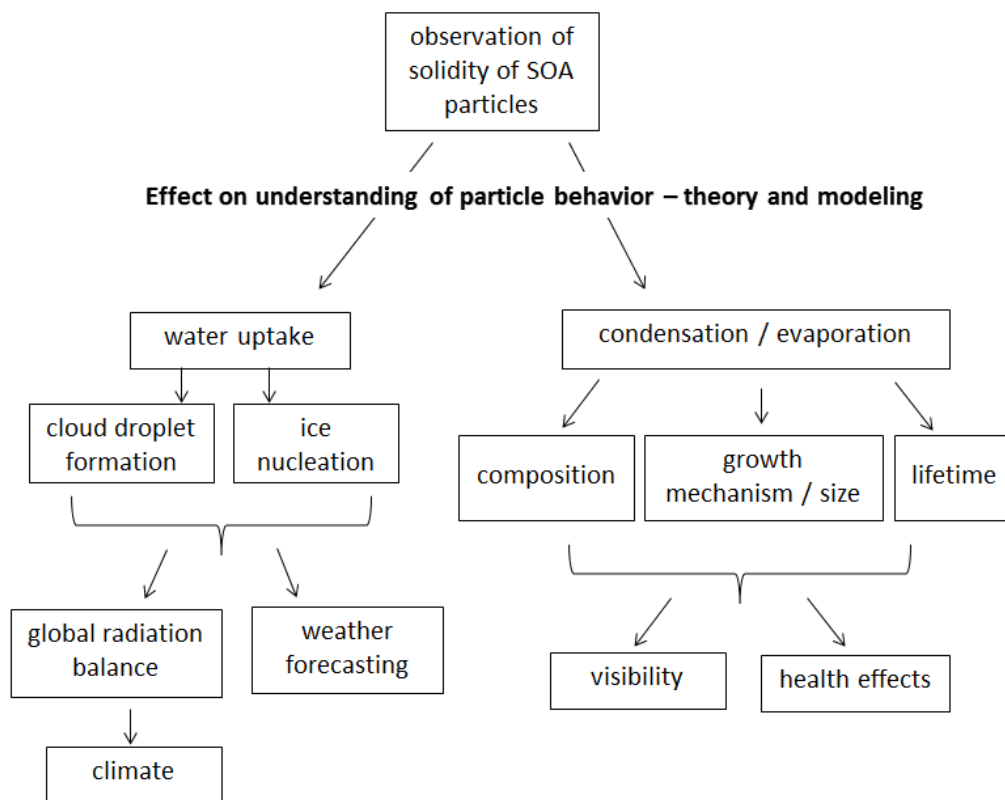 observation of
solidity of SOA
particles
Effect on understanding of particle behavior – theory and modeling
water uptake
condensation / evaporation
cloud droplet
formation
ice
nucleation
composition
growth
mechanism / size
lifetime
global radiation
balance
weather
forecasting
visibility
health effects
climate